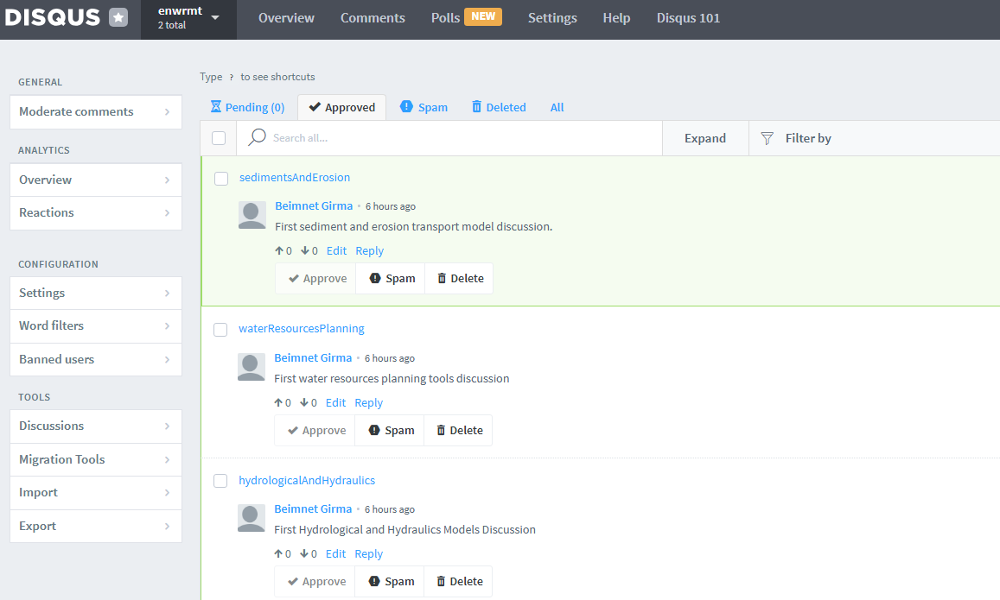 DISQUS
enwrmt
2 total
Overview
Comments
Polls NEW
Settings
Help
Disqus 101
GENERAL
Moderate comments
ANALYTICS
Overview
Reactions
CONFIGURATION
Settings
Word filters
Banned users
TOOLS
Discussions
Migration Tools
Import
Export
Type ? to see shortcuts
Pending (0)
Approved
Spam
Deleted
All
Search all...
Expand
Filter by
sedimentsAndErosion
Beimnet Girma • 6 hours ago
First sediment and erosion transport model discussion.
0 0 Edit Reply
Approve Spam Delete
waterResourcesPlanning
Beimnet Girma • 6 hours ago
First water resources planning tools discussion
0 0 Edit Reply
Approve Spam Delete
hydrologicalAndHydraulics
Beimnet Girma • 6 hours ago
First Hydrological and Hydraulics Models Discussion
0 0 Edit Reply
Approve Spam Delete